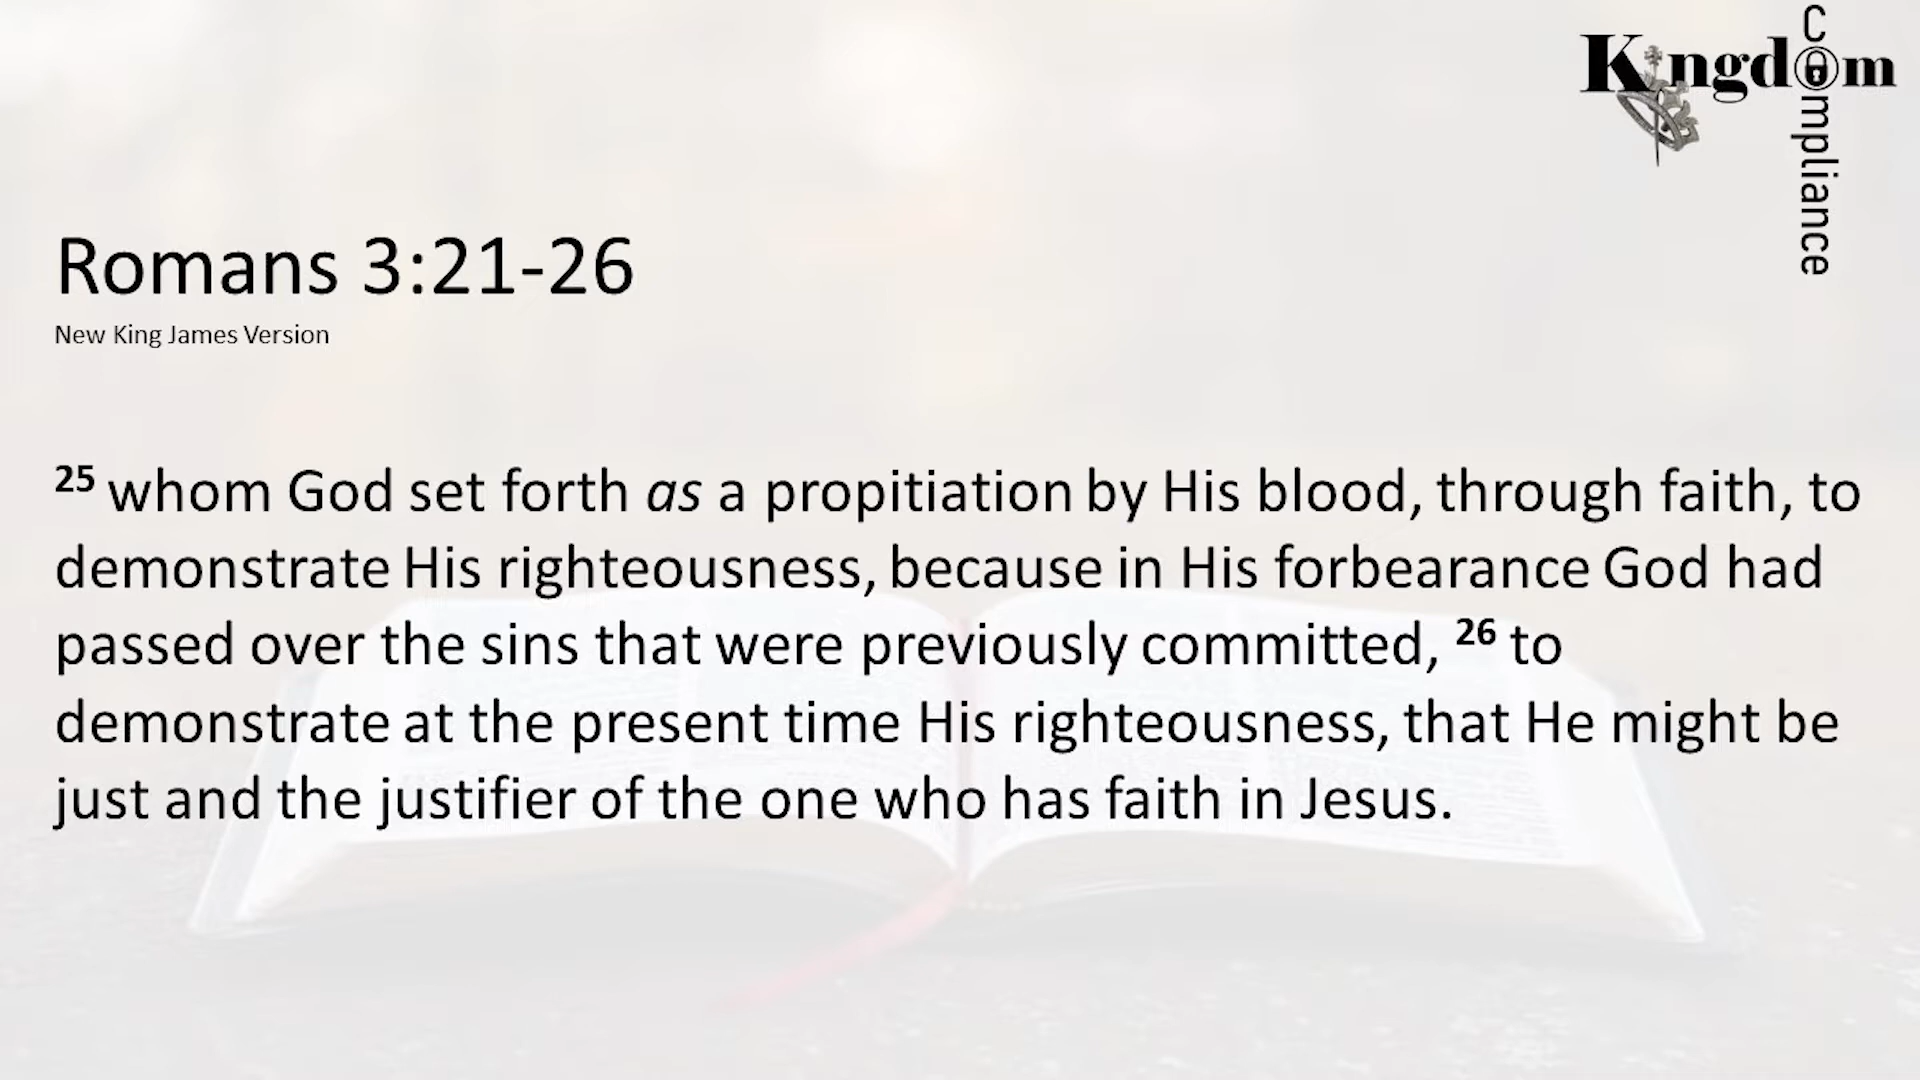 Kingdom
Compliance
Romans 3:21-26
New King James Version
25 whom God set forth as a propitiation by His blood, through faith, to
demonstrate His righteousness, because in His forbearance God had
passed over the sins that were previously committed, 26 to
demonstrate at the present time His righteousness, that He might be
just and the justifier of the one who has faith in Jesus.